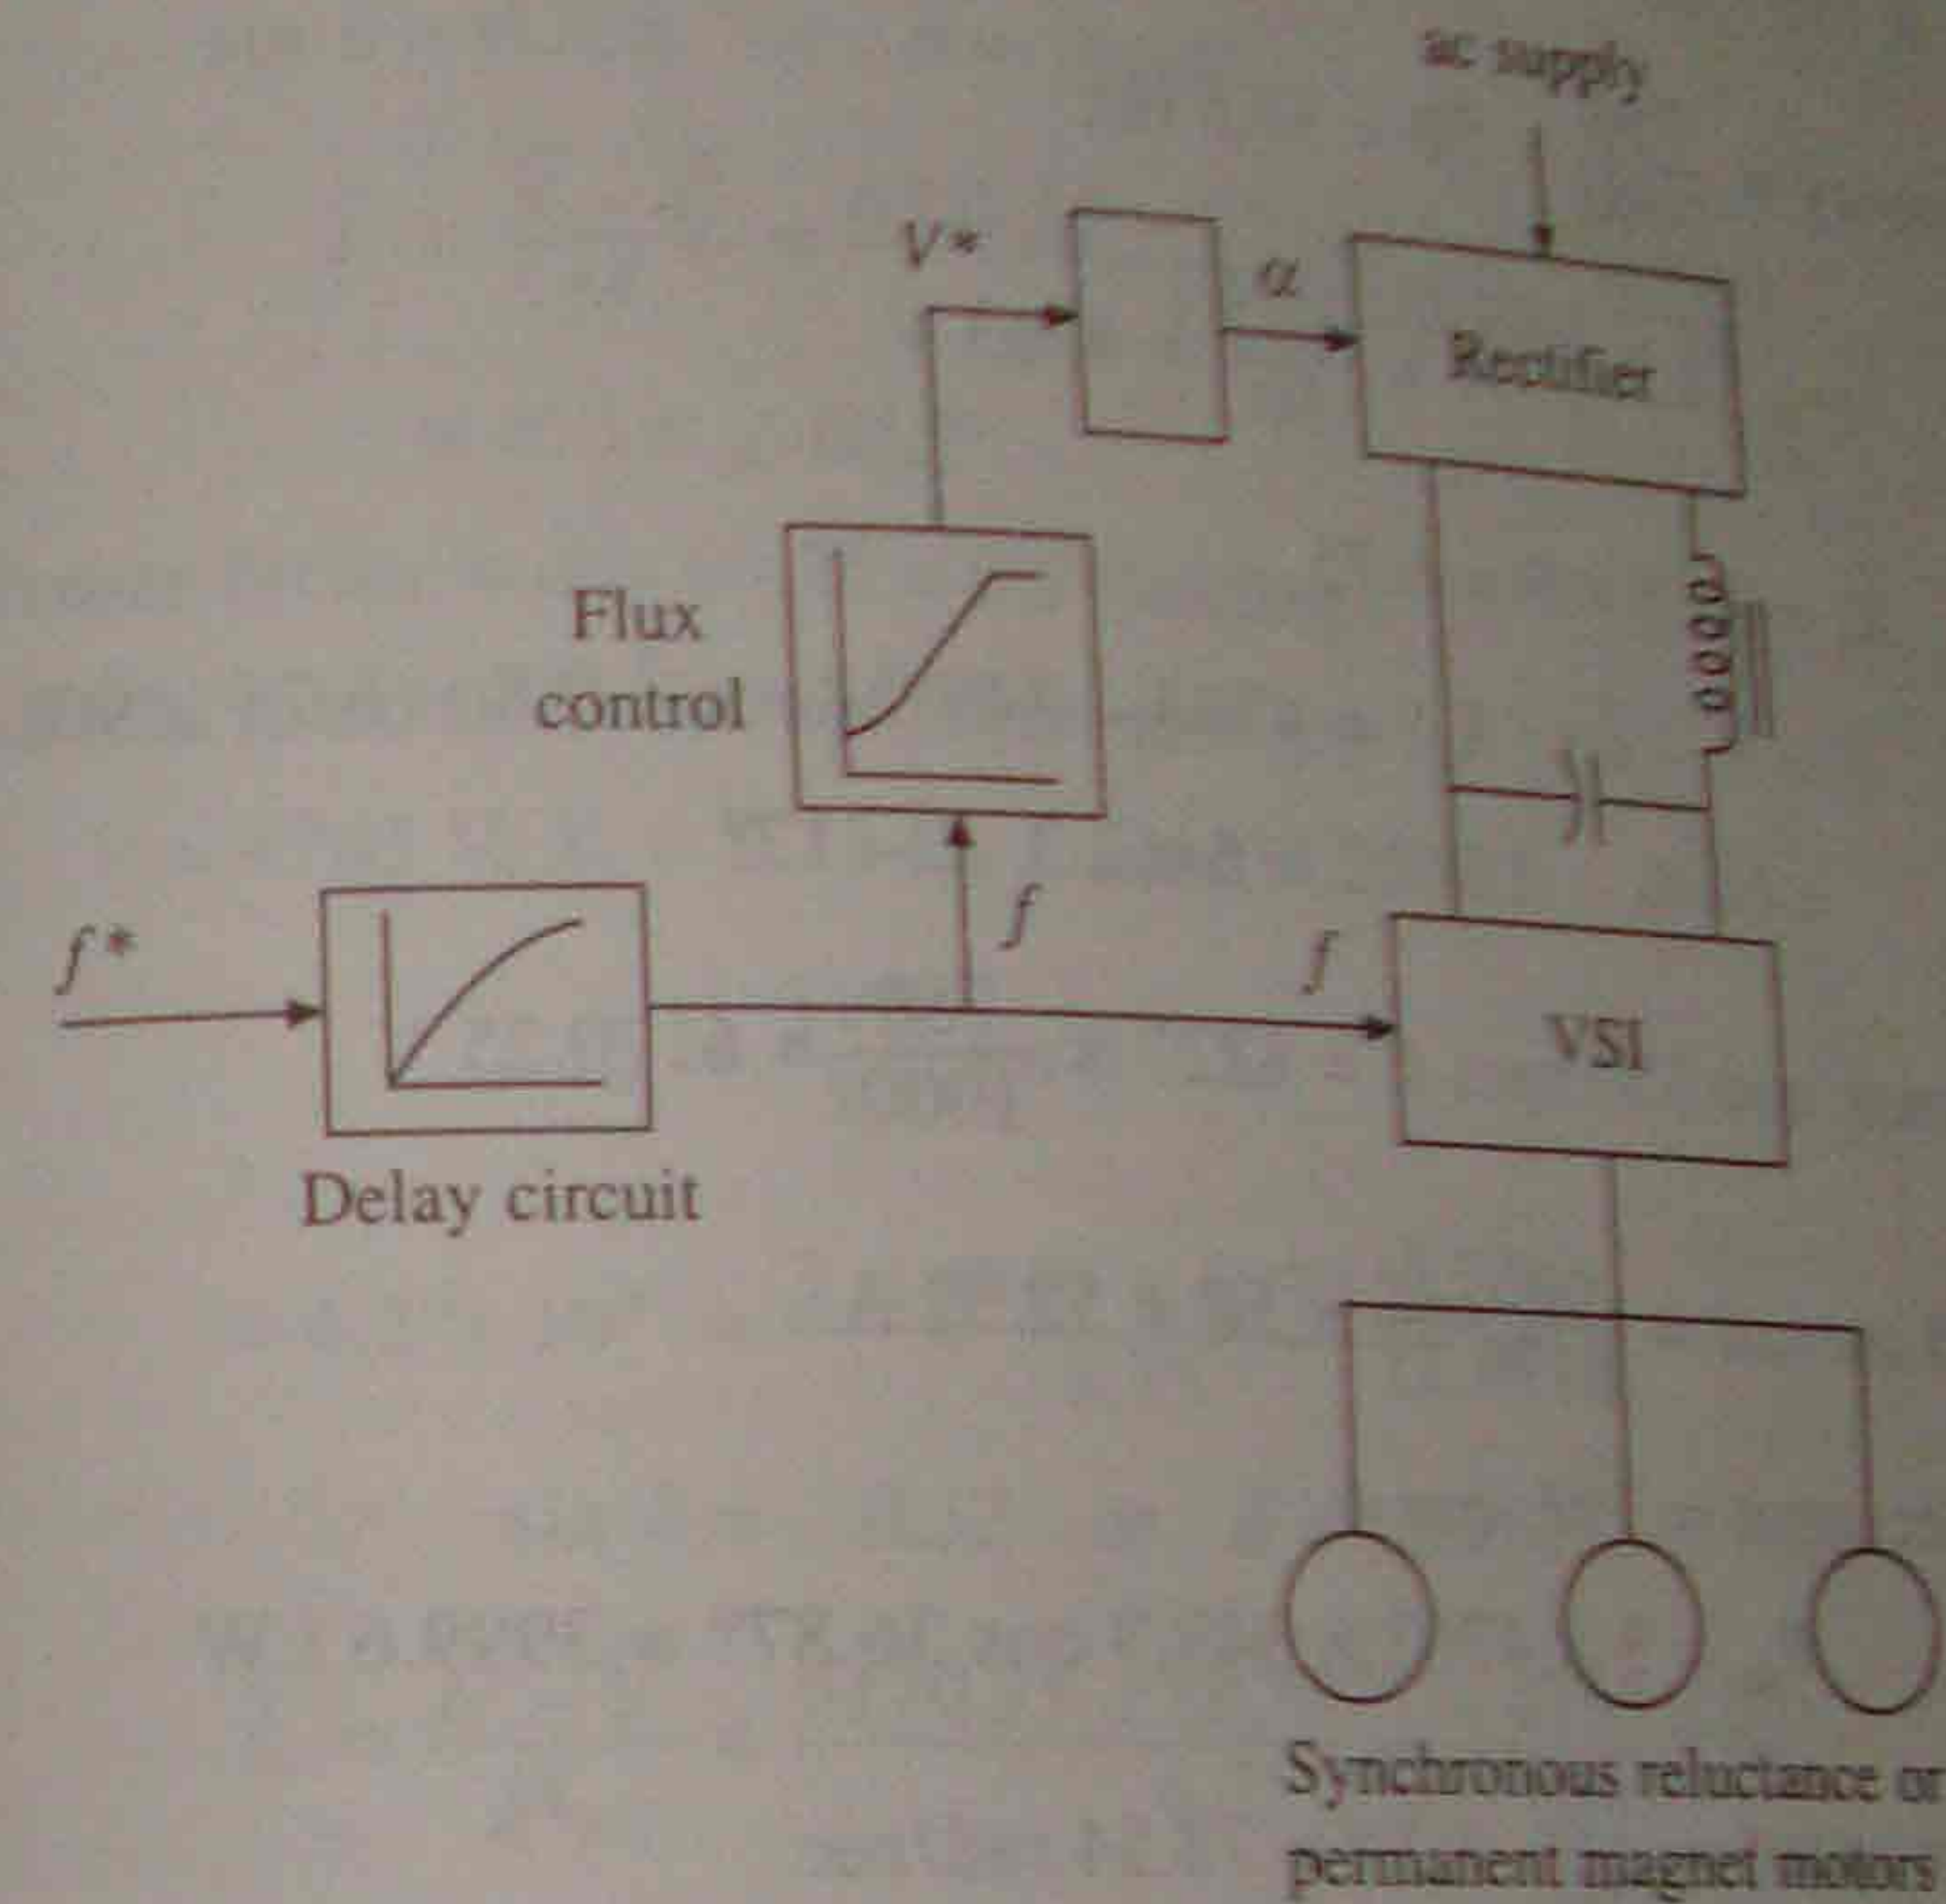 ac supply
V*
α
Rectifier
Flux
control
f
f*
f
VSI
Delay circuit
Synchronous reluctance or
permanent magnet motors